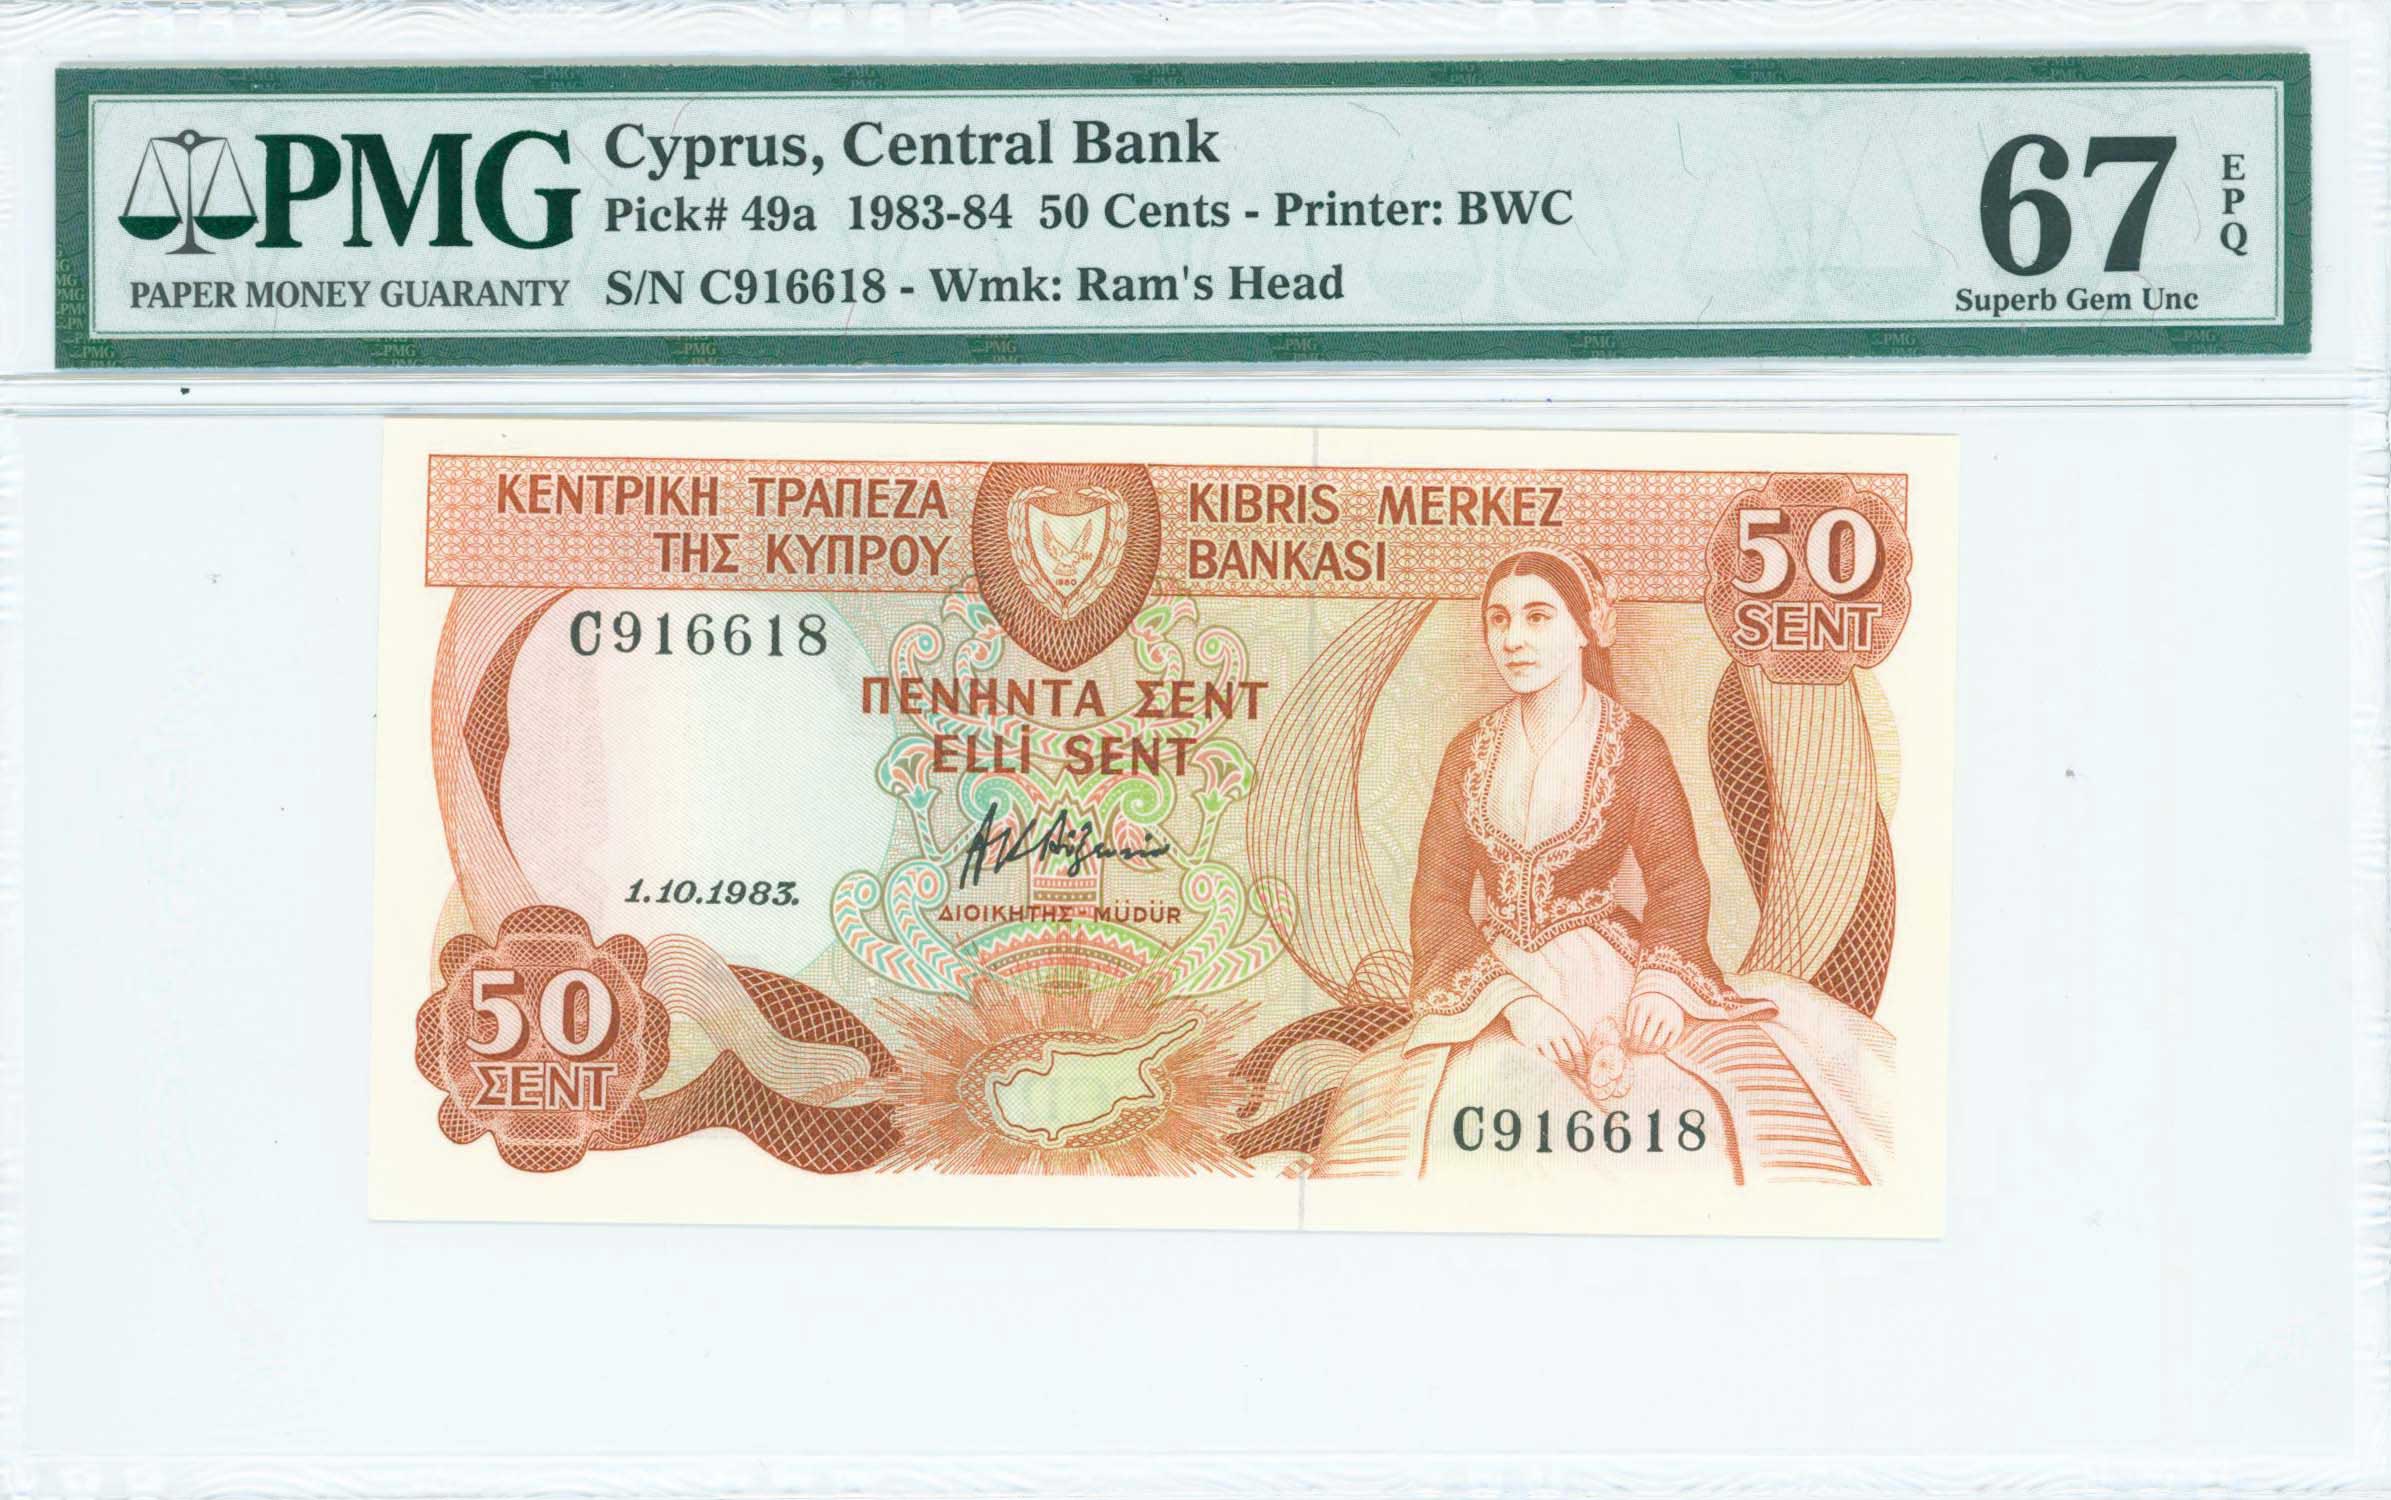 PMG
PAPER MONEY GUARANTY
Cyprus, Central Bank
Pick# 49a 1983-84 50 Cents - Printer: BWC
S/N C916618 - Wmk: Ram's Head
67
EPQ
Superb Gem Unc
ΚΕΝΤΡΙΚΗ ΤΡΑΠΕΖΑ
ΤΗΣ ΚΥΠΡΟΥ
KIBRIS MERKEZ
BANKASI
1960
50
SENT
C916618
ΠΕΝΗΝΤΑ ΣΕΝΤ
ELLİ SENT
1.10.1983.
ΔΙΟΙΚΗΤΗΣ - MÜDÜR
50
ΣΕΝΤ
C916618